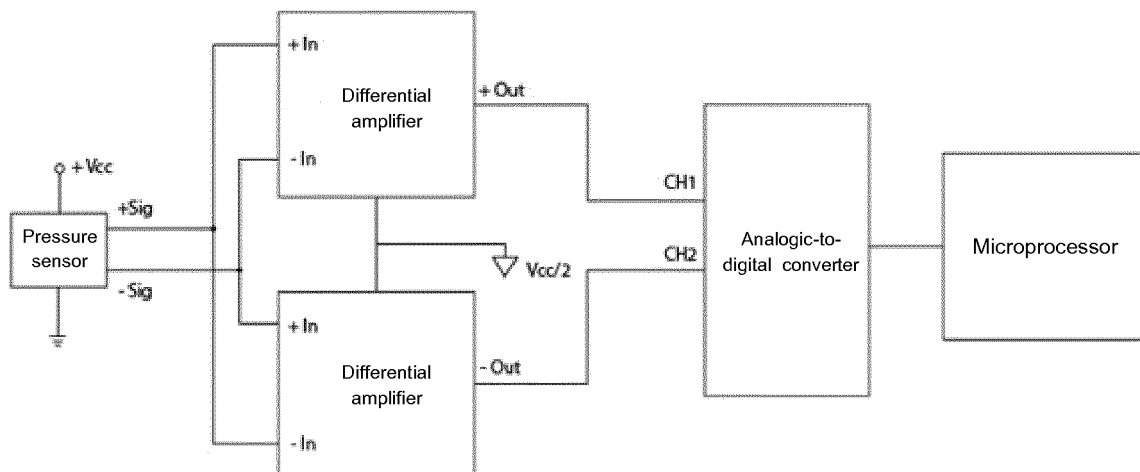 + Vcc
Pressure
sensor
+Sig
- Sig
+ In
Differential
amplifier
- In
+ Out
Vcc/2
+ In
Differential
amplifier
- In
- Out
CH1
CH2
Analogic-to-
digital converter
Microprocessor